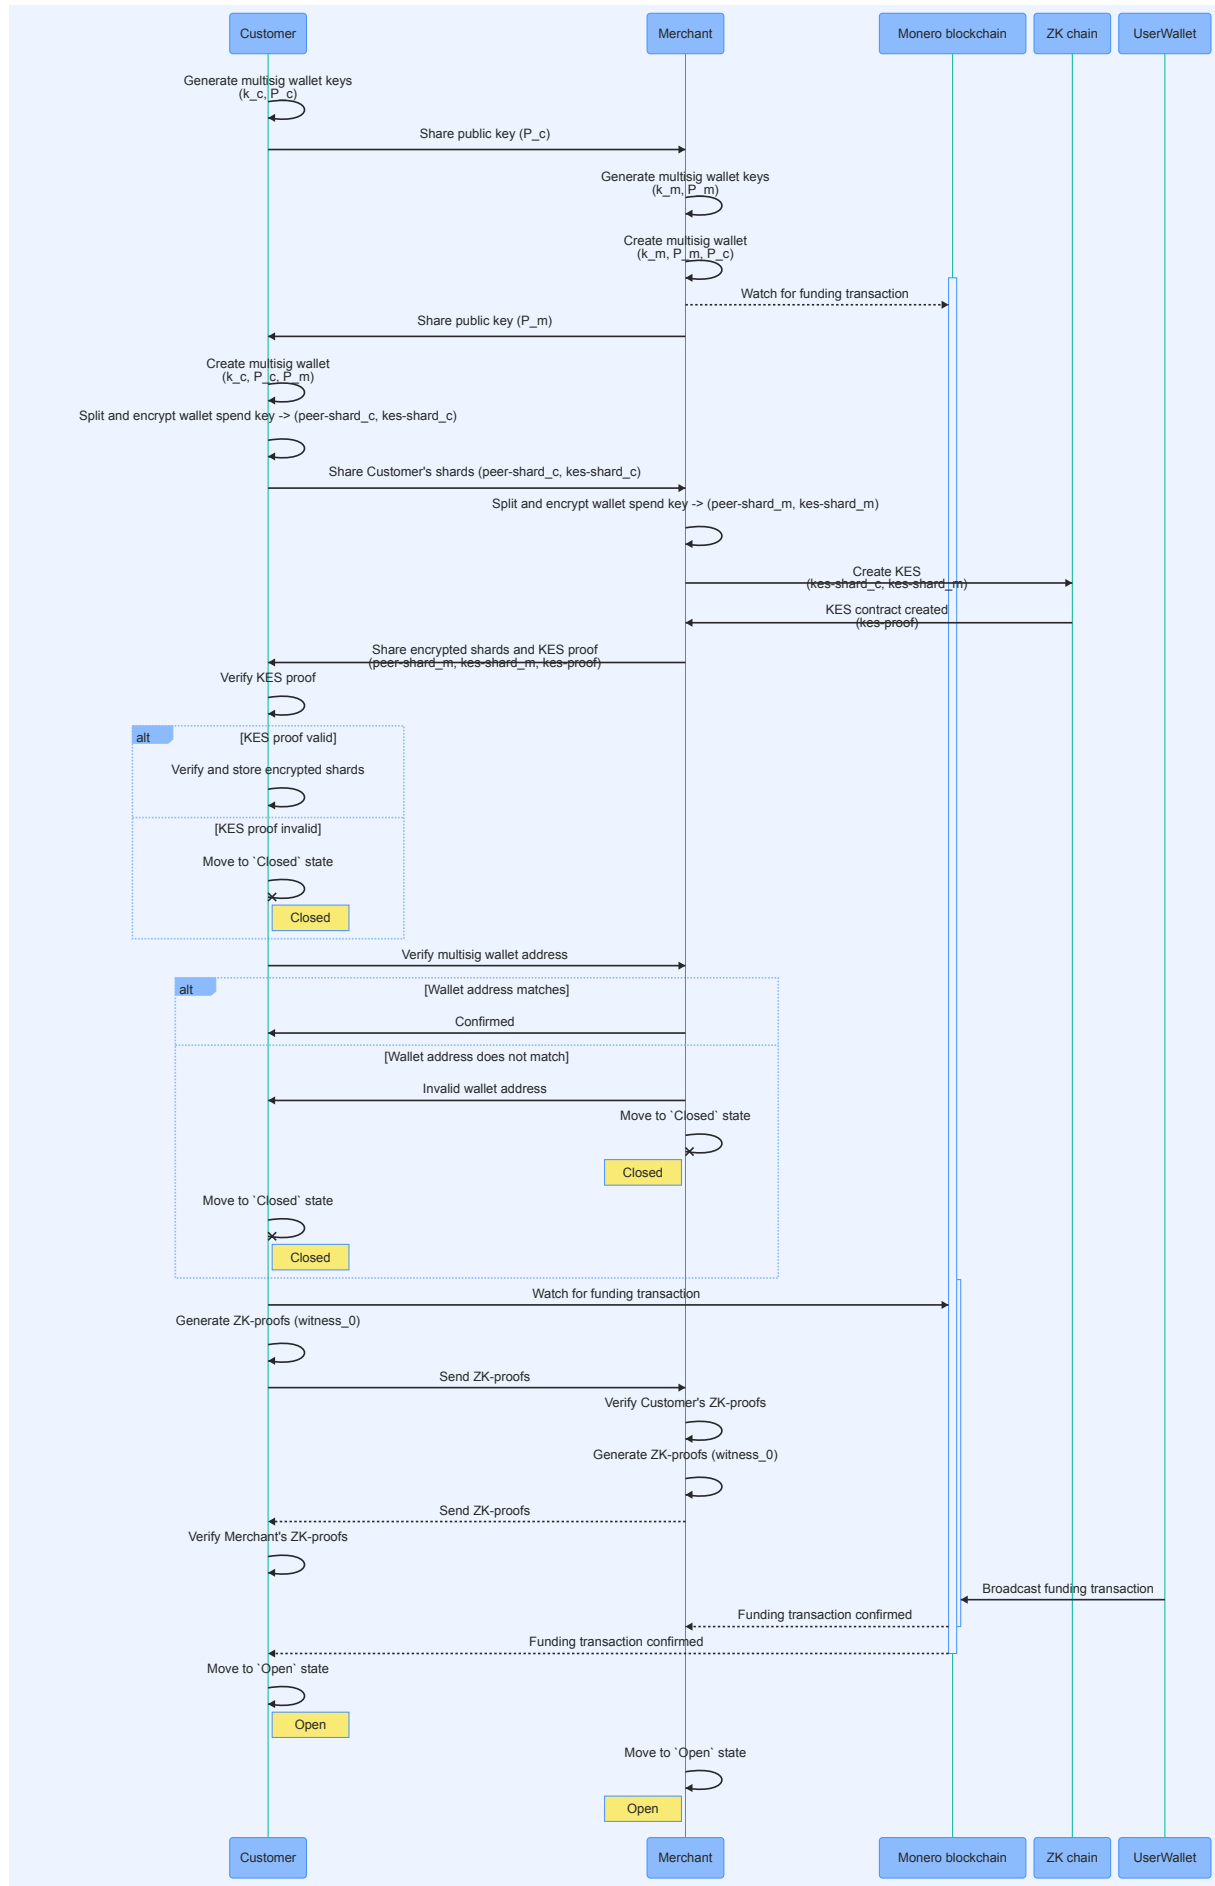 Customer
Merchant
Monero blockchain
ZK chain
UserWallet
Generate multisig wallet keys
(k_c, P_c)
Share public key (P_c)
Generate multisig wallet keys
(k_m, P_m)
Create multisig wallet
(k_m, P_m, P_c)
Watch for funding transaction
Share public key (P_m)
Create multisig wallet
(k_c, P_c, P_m)
Split and encrypt wallet spend key -> (peer-shard_c, kes-shard_c)
Share Customer's shards (peer-shard_c, kes-shard_c)
Split and encrypt wallet spend key -> (peer-shard_m, kes-shard_m)
Create KES
(kes-shard_c, kes-shard_m)
KES contract created
(kes-proof)
Share encrypted shards and KES proof
(peer-shard_m, kes-shard_m, kes-proof)
Verify KES proof
alt
[KES proof valid]
Verify and store encrypted shards
[KES proof invalid]
Move to `Closed` state
Closed
Verify multisig wallet address
alt
[Wallet address matches]
Confirmed
[Wallet address does not match]
Invalid wallet address
Move to `Closed` state
Closed
Move to `Closed` state
Closed
Watch for funding transaction
Generate ZK-proofs (witness_0)
Send ZK-proofs
Verify Customer's ZK-proofs
Generate ZK-proofs (witness_0)
Send ZK-proofs
Verify Merchant's ZK-proofs
Broadcast funding transaction
Funding transaction confirmed
Funding transaction confirmed
Move to `Open` state
Open
Move to `Open` state
Open
Customer
Merchant
Monero blockchain
ZK chain
UserWallet